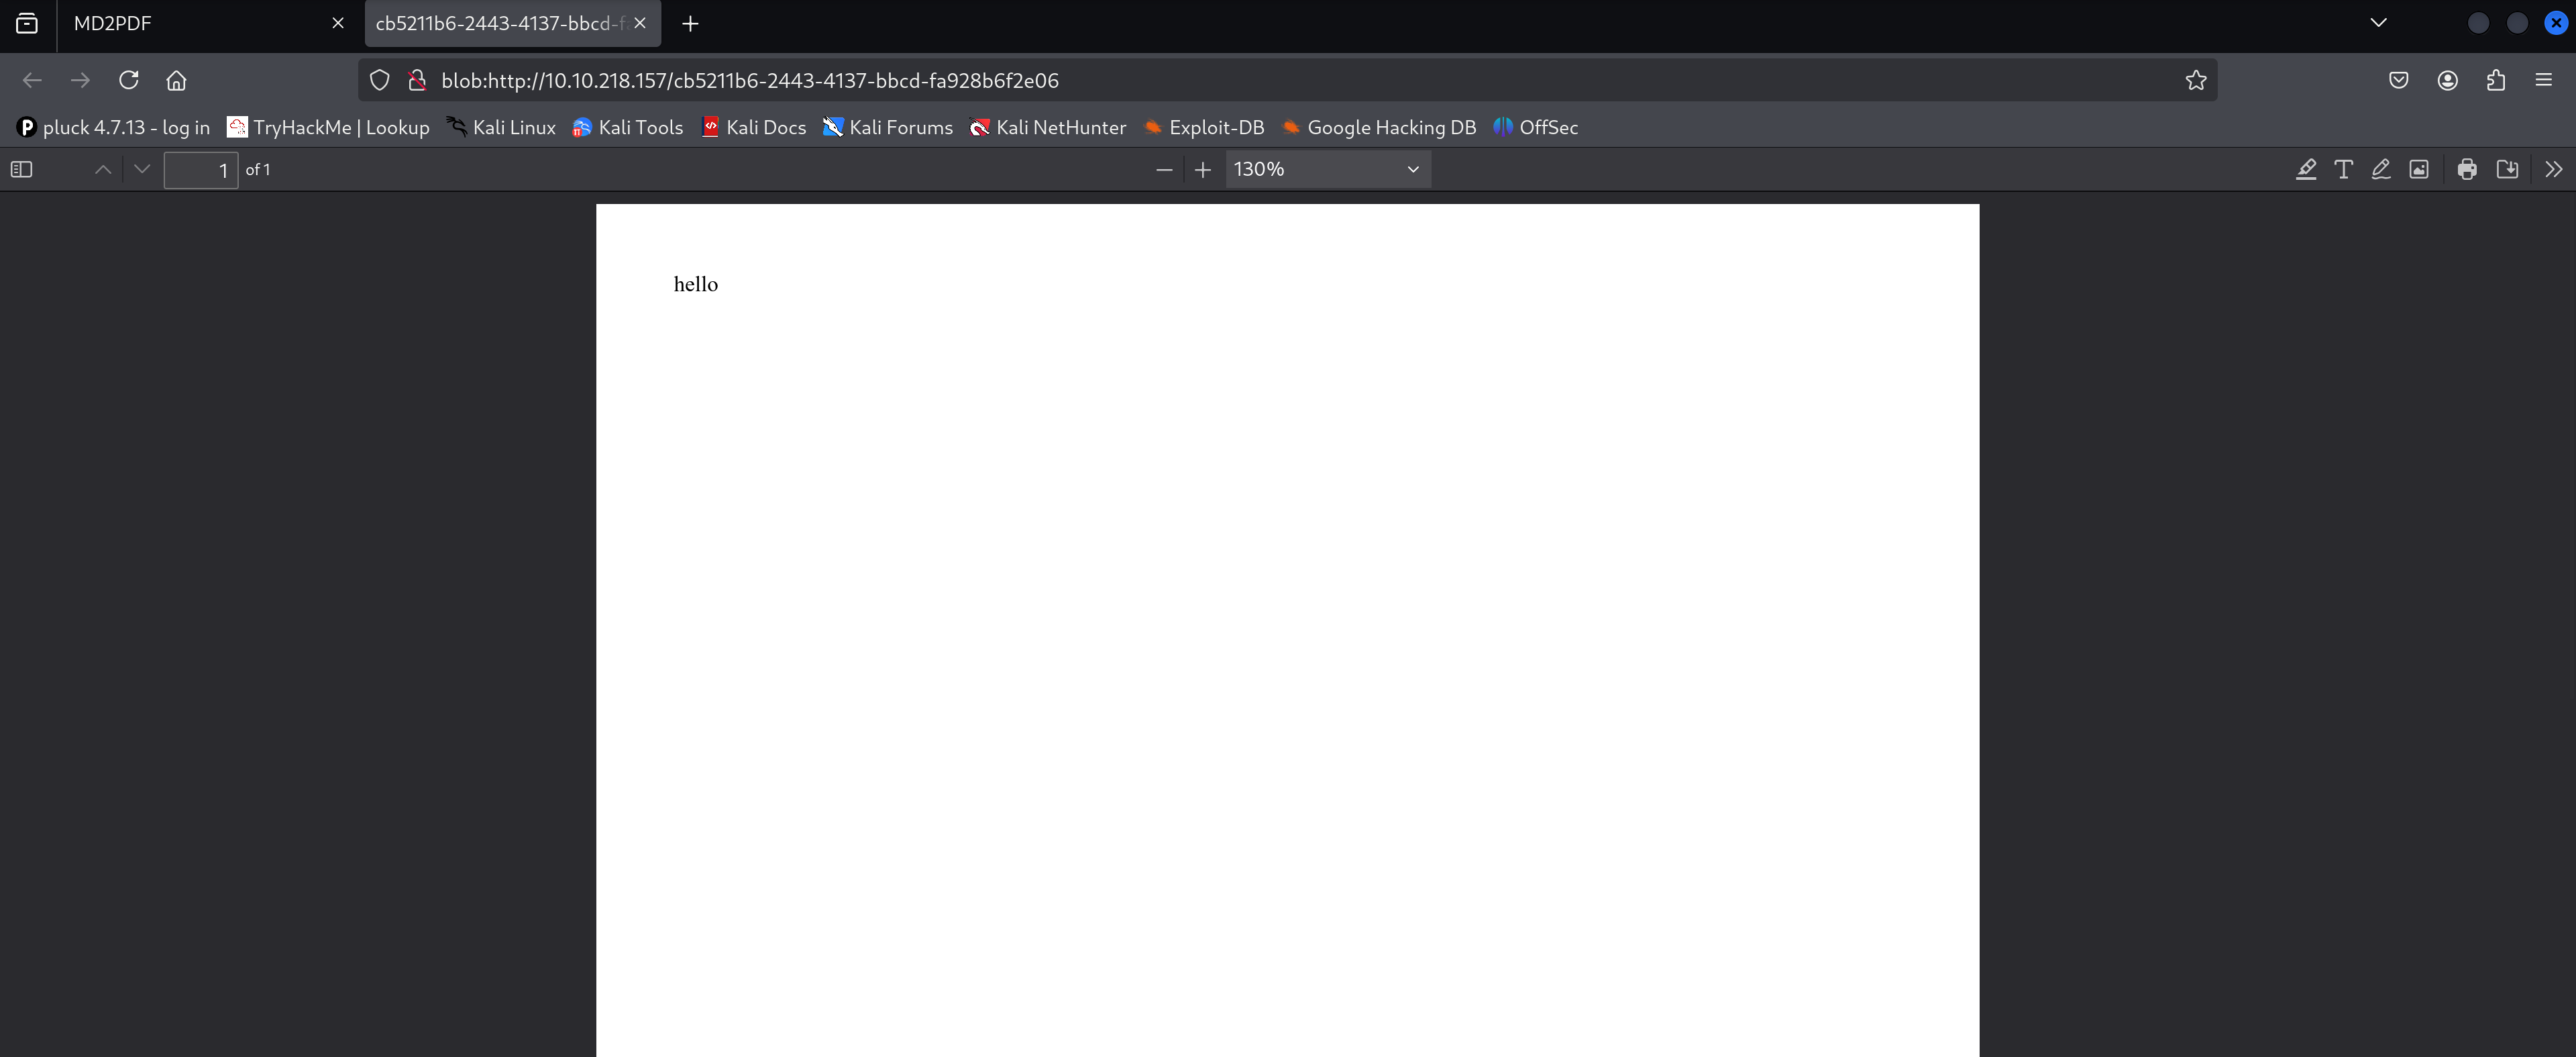 MD2PDF
cb5211b6-2443-4137-bbcd-f
blob:http://10.10.218.157/cb5211b6-2443-4137-bbcd-fa928b6f2e06
pluck 4.7.13 - log in TryHackMe | Lookup Kali Linux Kali Tools Kali Docs Kali Forums Kali NetHunter Exploit-DB Google Hacking DB OffSec
1 of 1 130%
hello